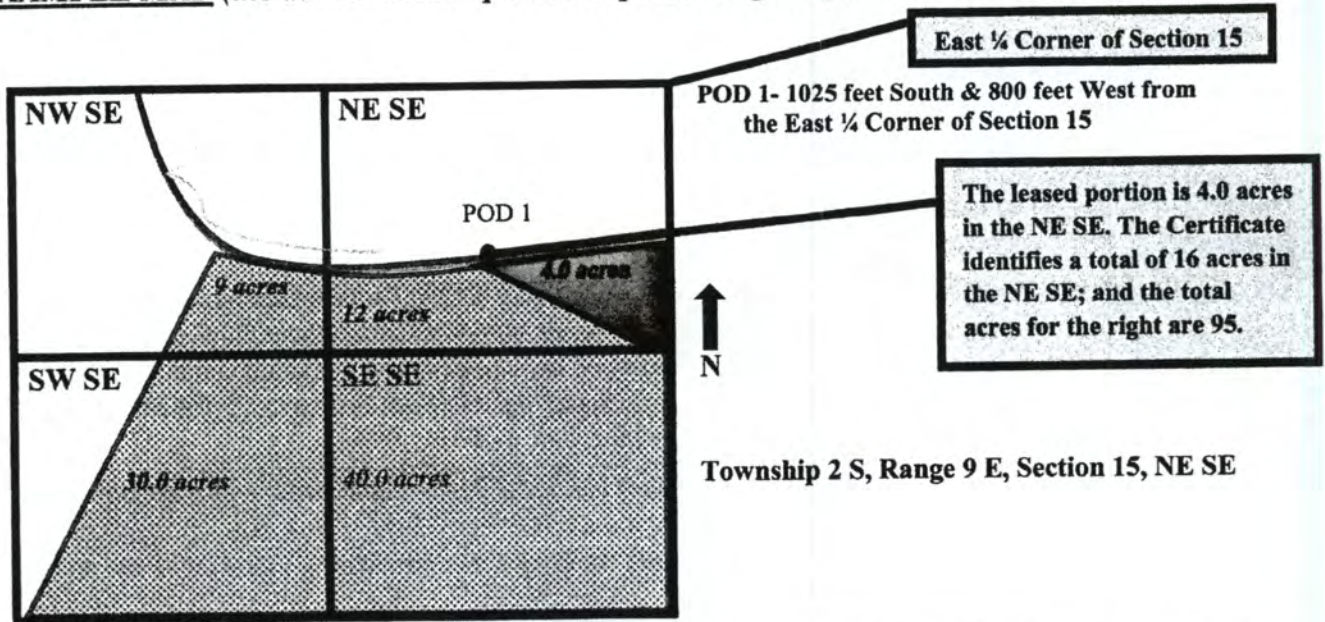 East ¼ Corner of Section 15
NW SE
NE SE
POD 1- 1025 feet South & 800 feet West from
the East ¼ Corner of Section 15
POD 1
The leased portion is 4.0 acres
in the NE SE. The Certificate
identifies a total of 16 acres in
the NE SE; and the total
acres for the right are 95.
4.0 acres
9 acres
12 acres
N
SW SE
SE SE
30.0 acres
40.0 acres
Township 2 S, Range 9 E, Section 15, NE SE